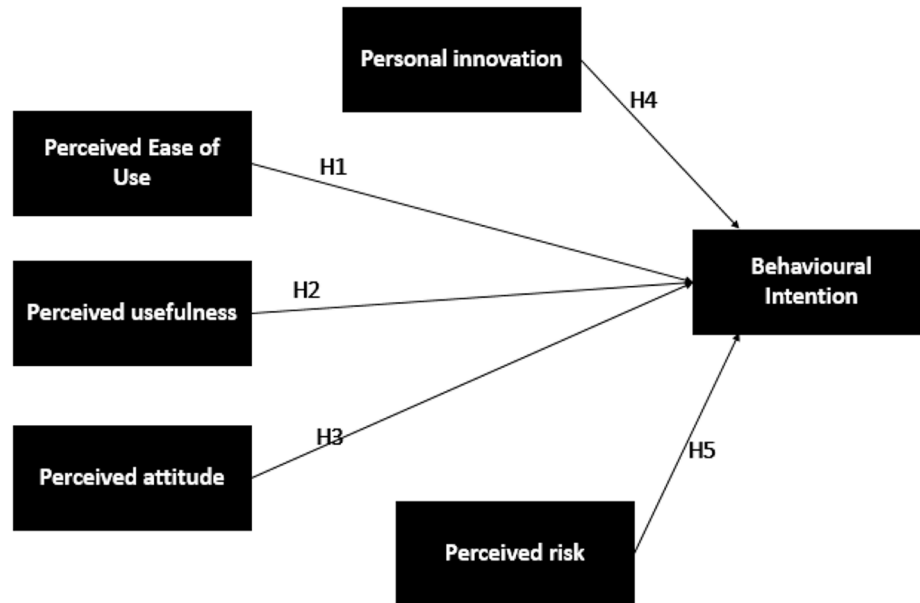 Personal innovation
H4
Perceived Ease of
Use
H1
Behavioural
Intention
Perceived usefulness
H2
Perceived attitude
H3
H5
Perceived risk